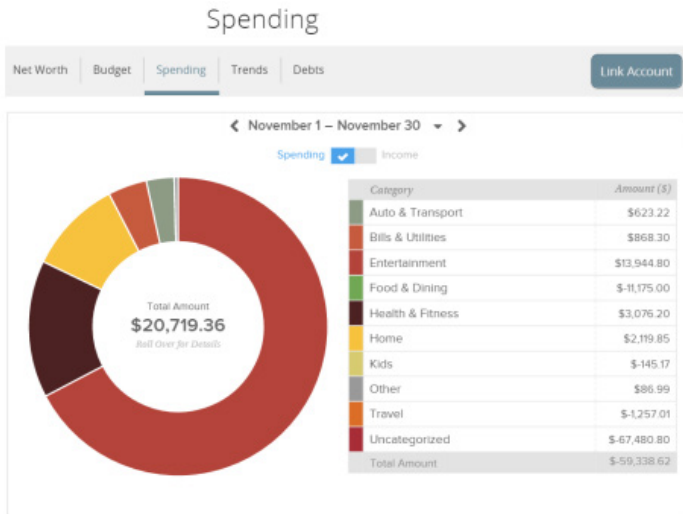 Spending
Net Worth Budget Spending Trends Debts Link Account
November 1 – November 30
Spending Income
Total Amount
$20,719.36
Roll Over for Details
Category Amount ($)
Auto & Transport $623.22
Bills & Utilities $868.30
Entertainment $13,944.80
Food & Dining $-11,175.00
Health & Fitness $3,076.20
Home $2,119.85
Kids $-145.17
Other $86.99
Travel $-1,257.01
Uncategorized $-67,480.80
Total Amount $-59,338.62